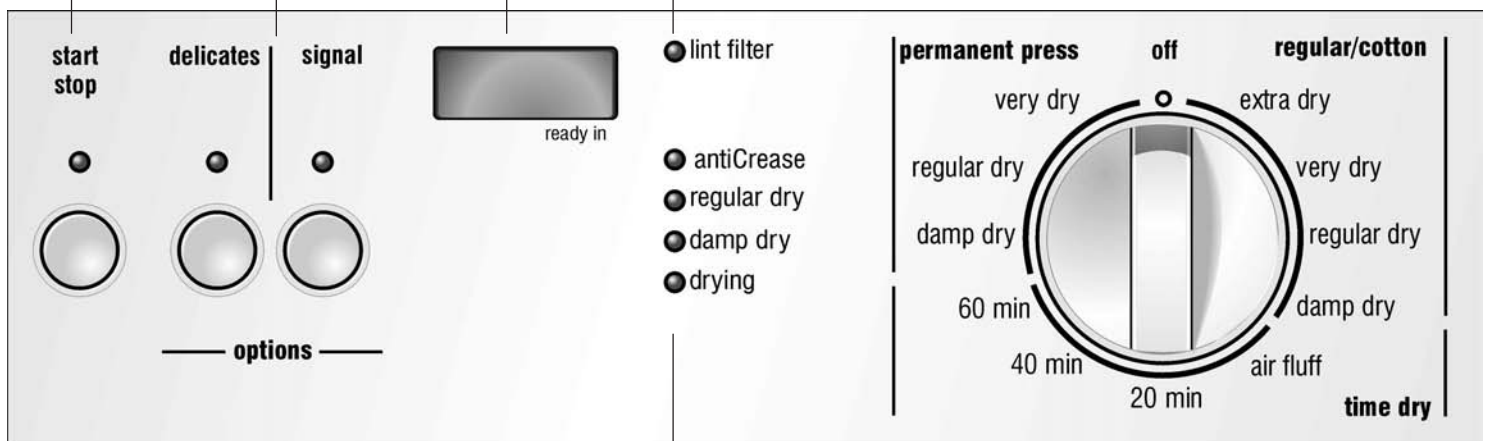 start
stop
delicates
signal
options
ready in
lint filter
antiCrease
regular dry
damp dry
drying
permanent press
off
regular/cotton
very dry
extra dry
regular dry
very dry
damp dry
regular dry
60 min
damp dry
40 min
air fluff
20 min
time dry